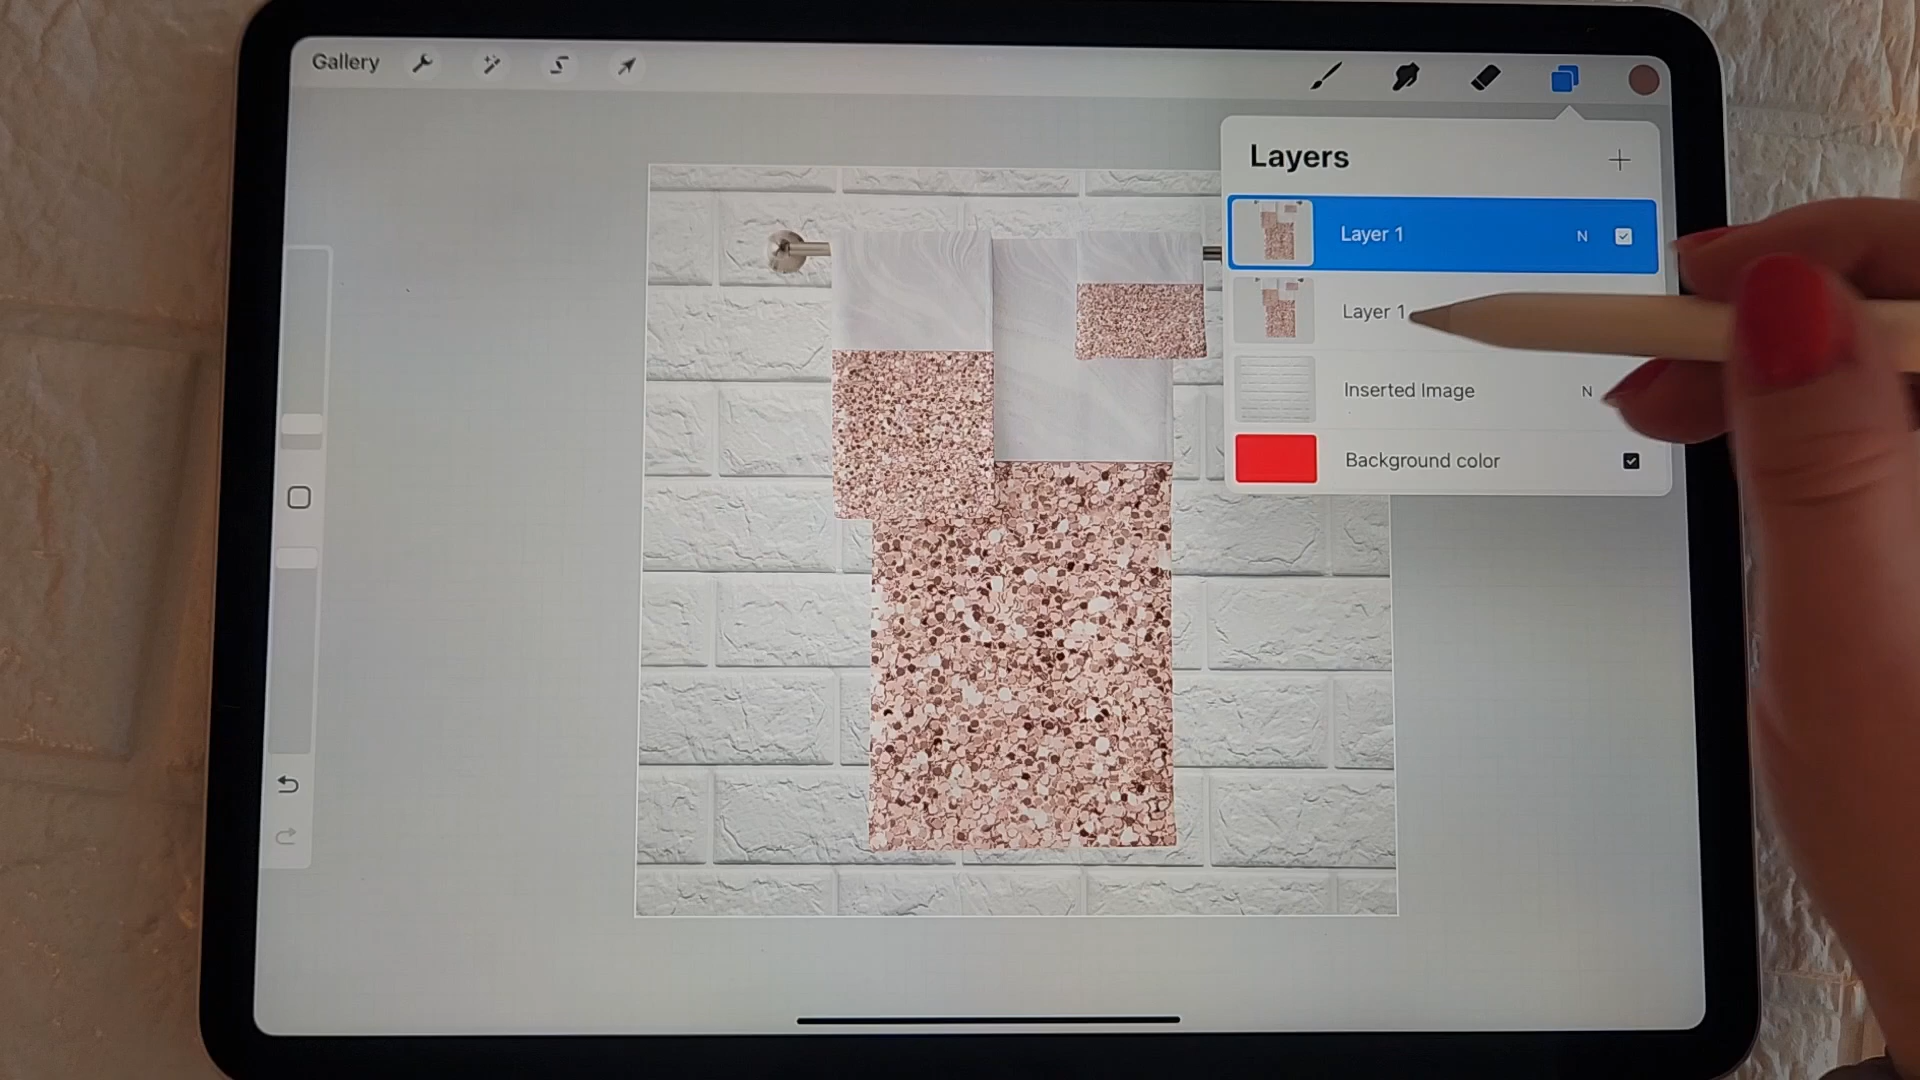 Gallery
Layers
Layer 1 N
Layer 1
Inserted Image N
Background color